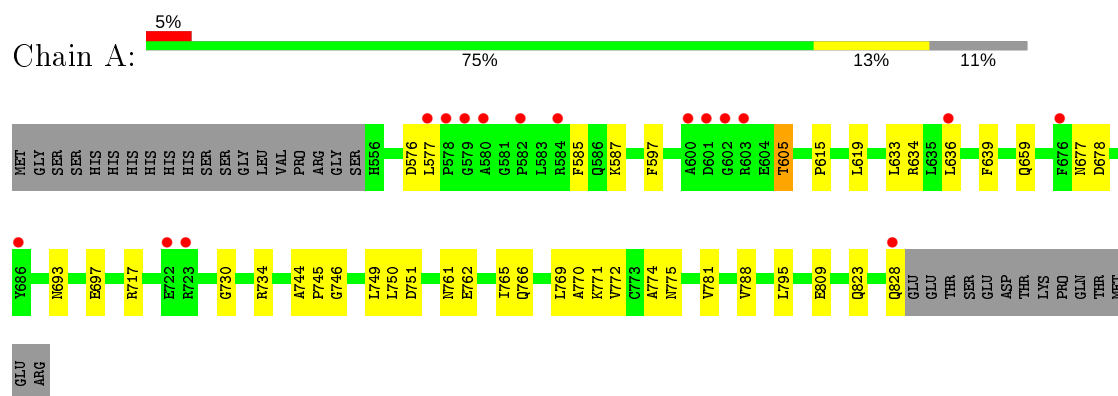 5%
Chain A:
75% 13% 11%
MET GLY SER SER HIS HIS HIS HIS HIS HIS SER SER GLY LEU VAL PRO ARG GLY SER H556 D576 L577 P578 G579 A580 G581 P582 L583 R584 F585 Q586 K587 F597 A600 D601 G602 R603 E604 T605 P615 L619 L633 R634 L635 L636 F639 Q659 F676 N677 D678
Y686 N693 E697 R717 E722 R723 G730 R734 A744 P745 G746 L749 L750 D751 N761 E762 I765 Q766 L769 A770 K771 V772 C773 A774 N775 V781 V788 L795 E809 Q823 Q828 GLU GLU THR SER GLU ASP THR LYS PRO GLN THR MET
GLU ARG